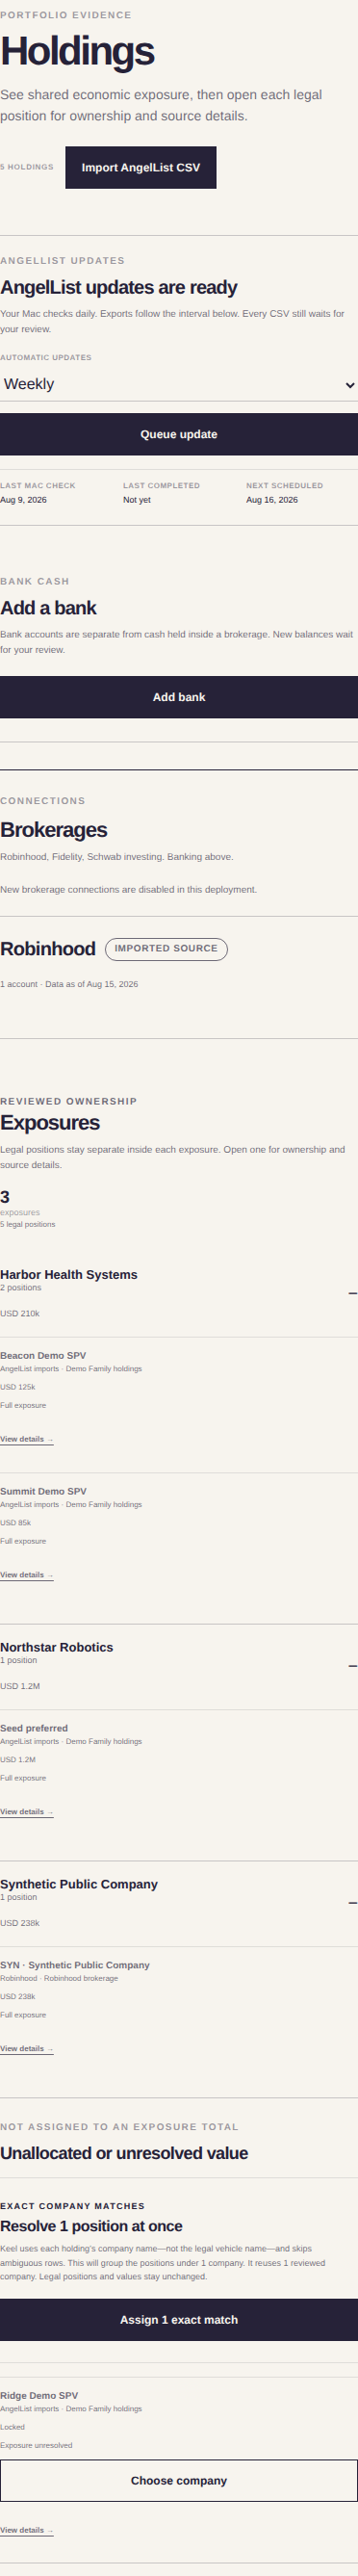 PORTFOLIO EVIDENCE
Holdings
See shared economic exposure, then open each legal
position for ownership and source details.
5 HOLDINGS
Import AngelList CSV
ANGELLIST UPDATES
AngelList updates are ready
Your Mac checks daily. Exports follow the interval below. Every CSV still waits for
your review.
AUTOMATIC UPDATES
Weekly
Queue update
LAST MAC CHECK
Aug 9, 2026
LAST COMPLETED
Not yet
NEXT SCHEDULED
Aug 16, 2026
BANK CASH
Add a bank
Bank accounts are separate from cash held inside a brokerage. New balances wait
for your review.
Add bank
CONNECTIONS
Brokerages
Robinhood, Fidelity, Schwab investing. Banking above.
New brokerage connections are disabled in this deployment.
Robinhood
IMPORTED SOURCE
1 account · Data as of Aug 15, 2026
REVIEWED OWNERSHIP
Exposures
Legal positions stay separate inside each exposure. Open one for ownership and
source details.
3
exposures
5 legal positions
Harbor Health Systems
2 positions
–
USD 210k
Beacon Demo SPV
AngelList imports · Demo Family holdings
USD 125k
Full exposure
View details →
Summit Demo SPV
AngelList imports · Demo Family holdings
USD 85k
Full exposure
View details →
Northstar Robotics
1 position
–
USD 1.2M
Seed preferred
AngelList imports · Demo Family holdings
USD 1.2M
Full exposure
View details →
Synthetic Public Company
1 position
–
USD 238k
SYN · Synthetic Public Company
Robinhood · Robinhood brokerage
USD 238k
Full exposure
View details →
NOT ASSIGNED TO AN EXPOSURE TOTAL
Unallocated or unresolved value
EXACT COMPANY MATCHES
Resolve 1 position at once
Keel uses each holding's company name—not the legal vehicle name—and skips
ambiguous rows. This will group the positions under 1 company. It reuses 1 reviewed
company. Legal positions and values stay unchanged.
Assign 1 exact match
Ridge Demo SPV
AngelList imports · Demo Family holdings
Locked
Exposure unresolved
Choose company
View details →